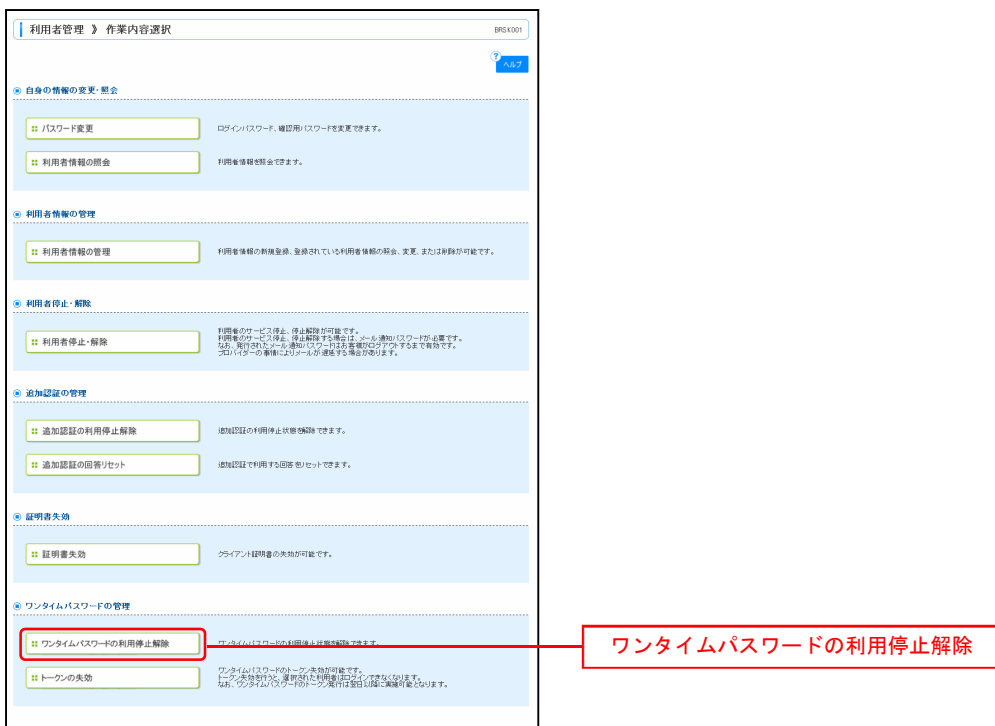 利用者管理 》 作業内容選択
BRSK001
?
ヘルプ
自身の情報の変更・照会
パスワード変更
ログインパスワード、確認用パスワードを変更できます。
利用者情報の照会
利用者情報を照会できます。
利用者情報の管理
利用者情報の管理
利用者情報の新規登録、登録されている利用者情報の照会、変更、または削除が可能です。
利用者停止・解除
利用者停止・解除
利用者のサービス停止、停止解除が可能です。
利用者のサービス停止、停止解除する場合は、メール通知パスワードが必要です。
なお、発行されたメール通知パスワードはお客様がログアウトするまで有効です。
プロバイダーの事情によりメールが遅延する場合があります。
追加認証の管理
追加認証の利用停止解除
追加認証の利用停止状態を解除できます。
追加認証の回答リセット
追加認証で利用する回答をリセットできます。
証明書失効
証明書失効
クライアント証明書の失効が可能です。
ワンタイムパスワードの管理
ワンタイムパスワードの利用停止解除
ワンタイムパスワードの利用停止状態を解除できます。
ワンタイムパスワードの利用停止解除
トークンの失効
ワンタイムパスワードのトークン失効が可能です。
トークン失効を行うと、選択された利用者はログインできなくなります。
なお、ワンタイムパスワードのトークン発行は翌日以降に実施可能となります。